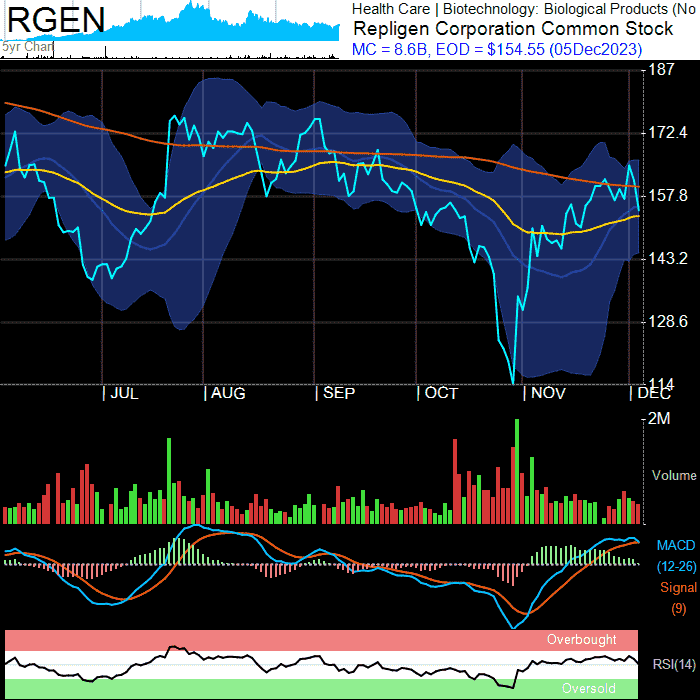 RGEN
5yr Chart
Health Care | Biotechnology: Biological Products (No
Repligen Corporation Common Stock
MC = 8.6B, EOD = $154.55 (05Dec2023)
187
172.4
157.8
143.2
128.6
114
| JUL | AUG | SEP | OCT | NOV | DEC
2M
Volume
MACD
(12-26)
Signal
(9)
Overbought
RSI(14)
Oversold